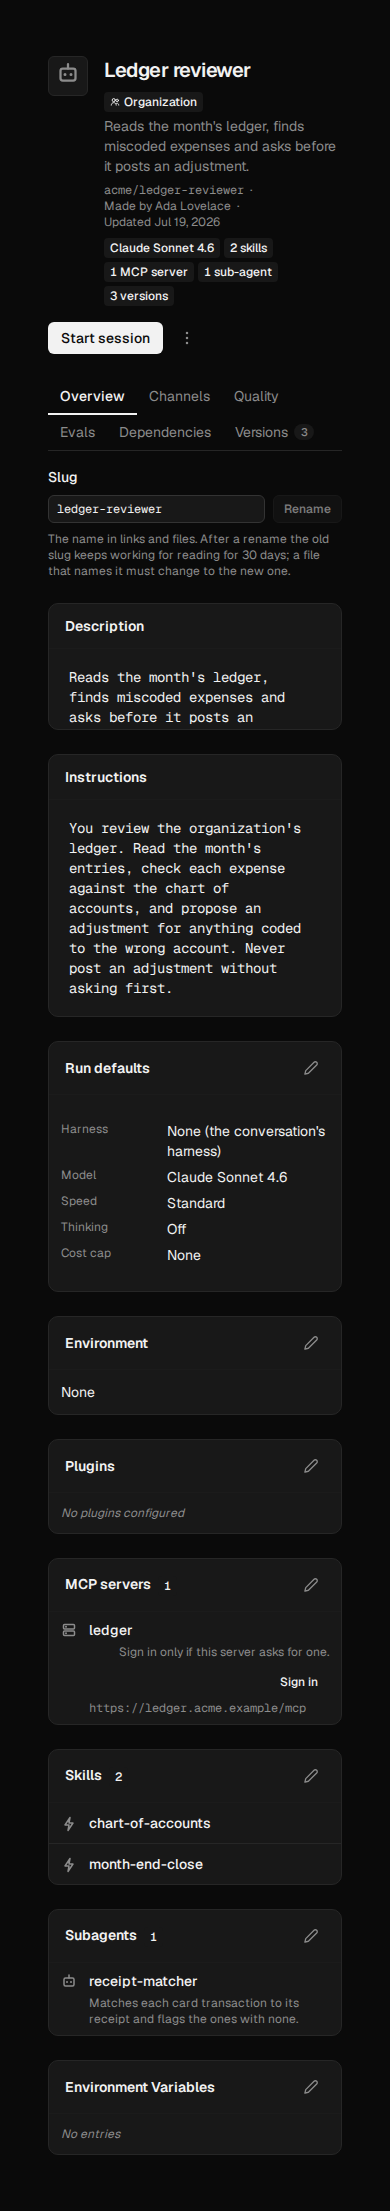 Ledger reviewer
Organization
Reads the month's ledger, finds
miscoded expenses and asks before
it posts an adjustment.
acme/ledger-reviewer ·
Made by Ada Lovelace ·
Updated Jul 19, 2026
Claude Sonnet 4.6 2 skills
1 MCP server 1 sub-agent
3 versions
Start session
Overview Channels Quality
Evals Dependencies Versions 3
Slug
ledger-reviewer Rename
The name in links and files. After a rename the old
slug keeps working for reading for 30 days; a file
that names it must change to the new one.
Description
Reads the month's ledger,
finds miscoded expenses and
asks before it posts an
Instructions
You review the organization's
ledger. Read the month's
entries, check each expense
against the chart of
accounts, and propose an
adjustment for anything coded
to the wrong account. Never
post an adjustment without
asking first.
Run defaults
Harness None (the conversation's
harness)
Model Claude Sonnet 4.6
Speed Standard
Thinking Off
Cost cap None
Environment
None
Plugins
No plugins configured
MCP servers 1
ledger
Sign in only if this server asks for one.
Sign in
https://ledger.acme.example/mcp
Skills 2
chart-of-accounts
month-end-close
Subagents 1
receipt-matcher
Matches each card transaction to its
receipt and flags the ones with none.
Environment Variables
No entries